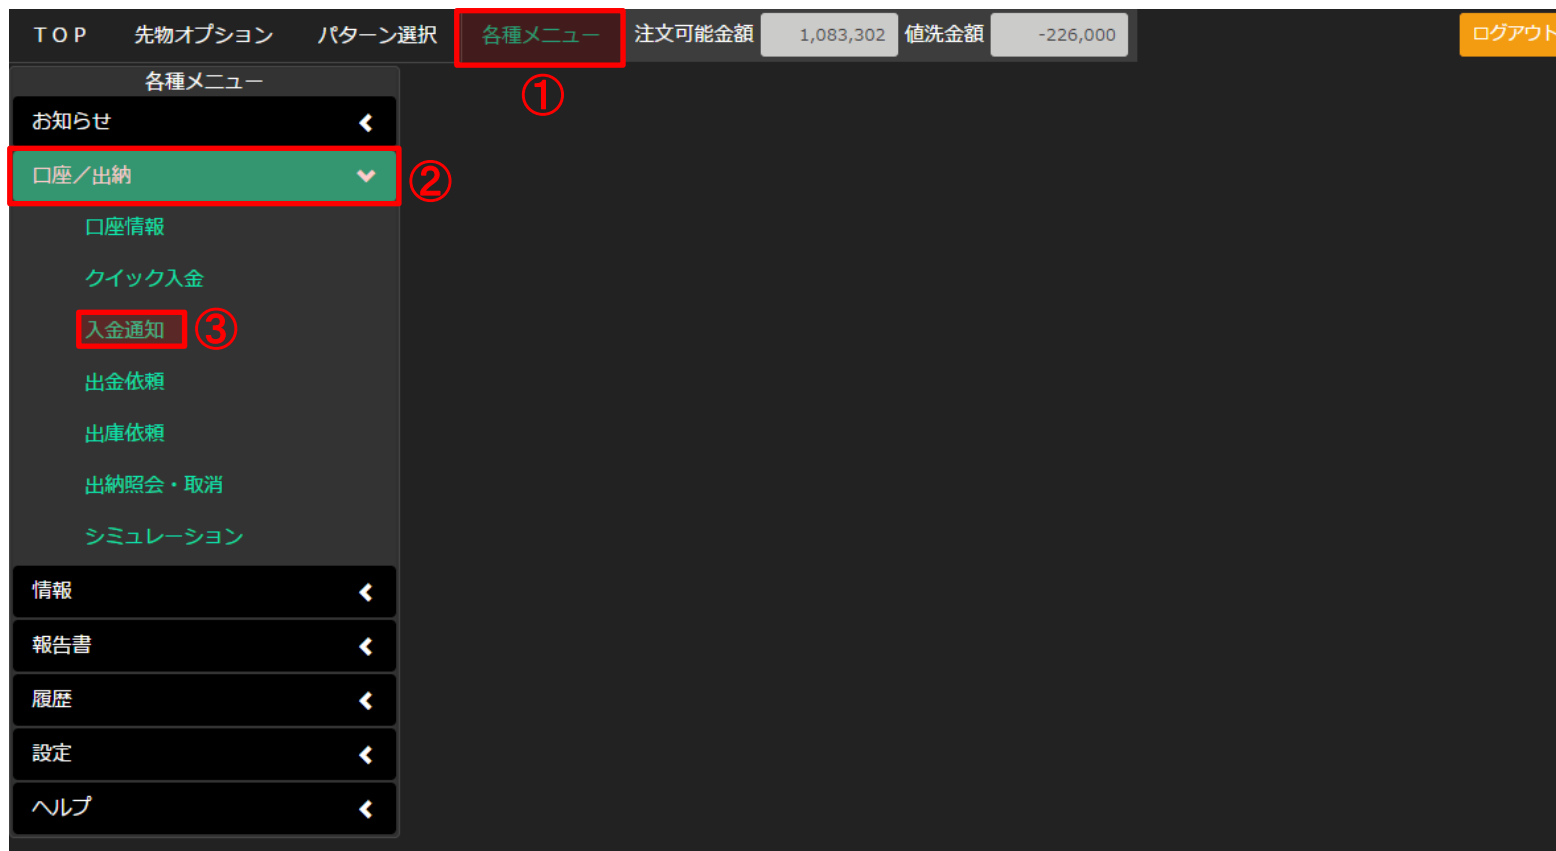 TOP 先物オプション パターン選択 各種メニュー 注文可能金額 1,083,302 値洗金額 -226,000 ログアウト
各種メニュー
①
お知らせ
口座／出納
②
口座情報
クイック入金
入金通知 ③
出金依頼
出庫依頼
出納照会・取消
シミュレーション
情報
報告書
履歴
設定
ヘルプ